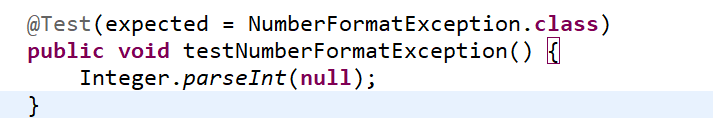 @Test(expected = NumberFormatException.class)
public void testNumberFormatException() {
    Integer.parseInt(null);
}